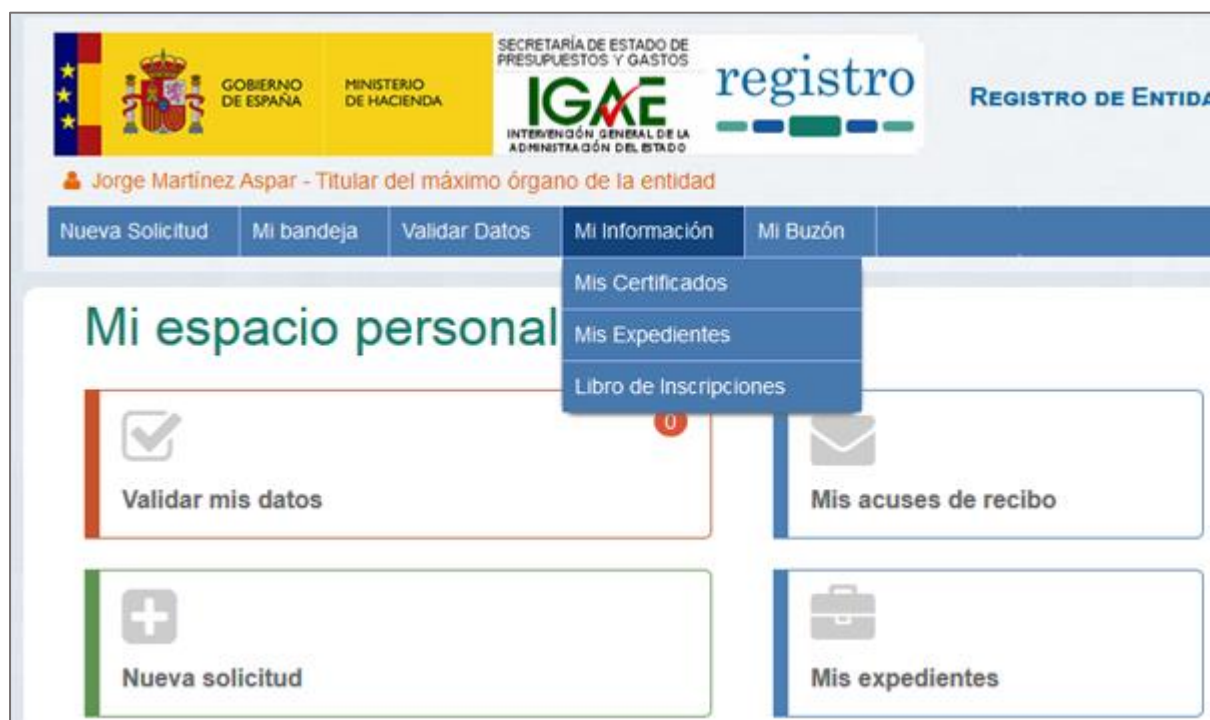 GOBIERNO
DE ESPAÑA
MINISTERIO
DE HACIENDA
SECRETARÍA DE ESTADO DE
PRESUPUESTOS Y GASTOS
IGAE
INTERVENCIÓN GENERAL DE LA
ADMINISTRACIÓN DEL ESTADO
registro
REGISTRO DE ENTIDA
Jorge Martínez Aspar - Titular del máximo órgano de la entidad
Nueva Solicitud Mi bandeja Validar Datos Mi Información Mi Buzón
Mis Certificados
Mis Expedientes
Libro de Inscripciones
Mi espacio personal
0
Validar mis datos
Mis acuses de recibo
Nueva solicitud
Mis expedientes